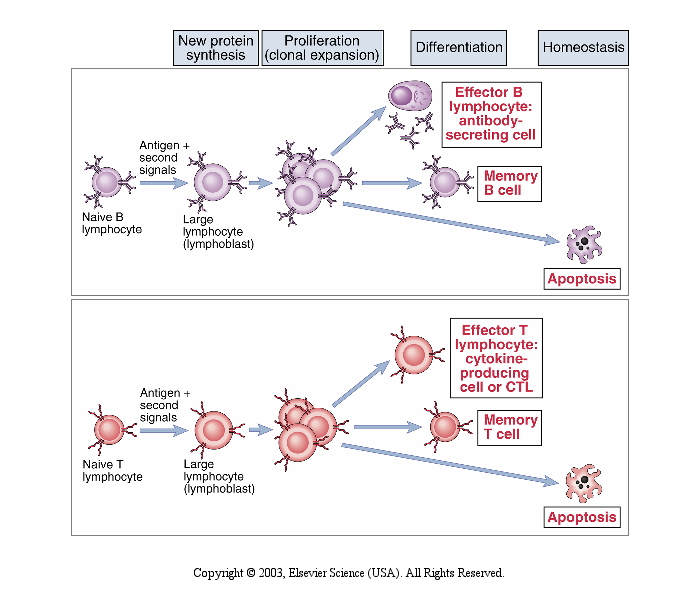 New protein
synthesis
Proliferation
(clonal expansion)
Differentiation
Homeostasis
Effector B
lymphocyte:
antibody-
secreting cell
Antigen +
second
signals
Memory
B cell
Naive B
lymphocyte
Large
lymphocyte
(lymphoblast)
Apoptosis
Effector T
lymphocyte:
cytokine-
producing
cell or CTL
Antigen +
second
signals
Memory
T cell
Naive T
lymphocyte
Large
lymphocyte
(lymphoblast)
Apoptosis
Copyright © 2003, Elsevier Science (USA). All Rights Reserved.